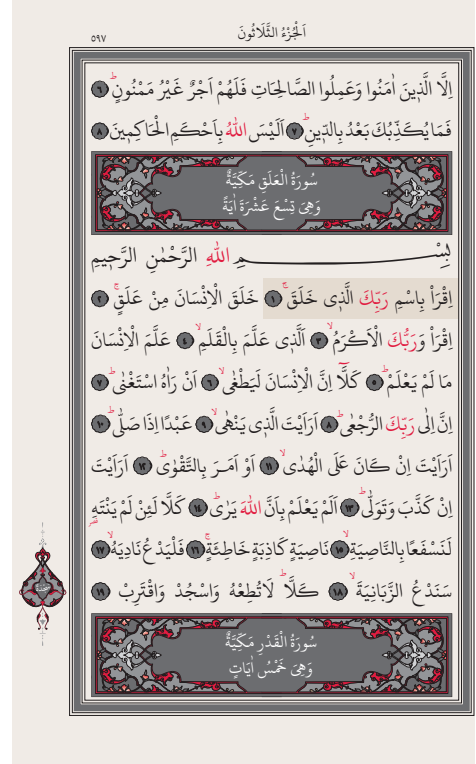 اَلْجُزْءُ الثَّلَاثُونَ
٥٩٧
اِلَّا الَّذ۪ينَ اٰمَنُوا وَعَمِلُوا الصَّالِحَاتِ فَلَهُمْ اَجْرٌ غَيْرُ مَمْنُونٍۜ ﴿٦﴾
فَمَا يُكَذِّبُكَ بَعْدُ بِالدّ۪ينِۜ ﴿٧﴾ اَلَيْسَ اللّٰهُ بِاَحْكَمِ الْحَاكِم۪ينَ ﴿٨﴾
سُورَةُ الْعَلَقِ مَكِّيَّةٌ
وَهِيَ تِسْعَ عَشْرَةَ اٰيَةً
بِسْمِ اللّٰهِ الرَّحْمٰنِ الرَّح۪يمِ
اِقْرَأْ بِاسْمِ رَبِّكَ الَّذ۪ي خَلَقَۚ ﴿١﴾ خَلَقَ الْاِنْسَانَ مِنْ عَلَقٍۚ ﴿٢﴾
اِقْرَأْ وَرَبُّكَ الْاَكْرَمُۙ ﴿٣﴾ اَلَّذ۪ي عَلَّمَ بِالْقَلَمِۙ ﴿٤﴾ عَلَّمَ الْاِنْسَانَ
مَا لَمْ يَعْلَمْۜ ﴿٥﴾ كَلَّٓا اِنَّ الْاِنْسَانَ لَيَطْغٰىۙ ﴿٦﴾ اَنْ رَاٰهُ اسْتَغْنٰىۜ ﴿٧﴾
اِنَّ اِلٰى رَبِّكَ الرُّجْعٰىۜ ﴿٨﴾ اَرَاَيْتَ الَّذ۪ي يَنْهٰىۙ ﴿٩﴾ عَبْدًا اِذَا صَلّٰىۜ ﴿١٠﴾
اَرَاَيْتَ اِنْ كَانَ عَلَى الْهُدٰىۙ ﴿١١﴾ اَوْ اَمَرَ بِالتَّقْوٰىۜ ﴿١٢﴾ اَرَاَيْتَ
اِنْ كَذَّبَ وَتَوَلّٰىۜ ﴿١٣﴾ اَلَمْ يَعْلَمْ بِاَنَّ اللّٰهَ يَرٰىۜ ﴿١٤﴾ كَلَّا لَئِنْ لَمْ يَنْتَهِ
لَنَسْفَعًا بِالنَّاصِيَةِۙ ﴿١٥﴾ نَاصِيَةٍ كَاذِبَةٍ خَاطِئَةٍۚ ﴿١٦﴾ فَلْيَدْعُ نَادِيَهُۙ ﴿١٧﴾
سَنَدْعُ الزَّبَانِيَةَۙ ﴿١٨﴾ كَلَّاۜ لَا تُطِعْهُ وَاسْجُدْ وَاقْتَرِبْ ﴿١٩﴾
سُورَةُ الْقَدْرِ مَكِّيَّةٌ
وَهِيَ خَمْسُ اٰيَاتٍ